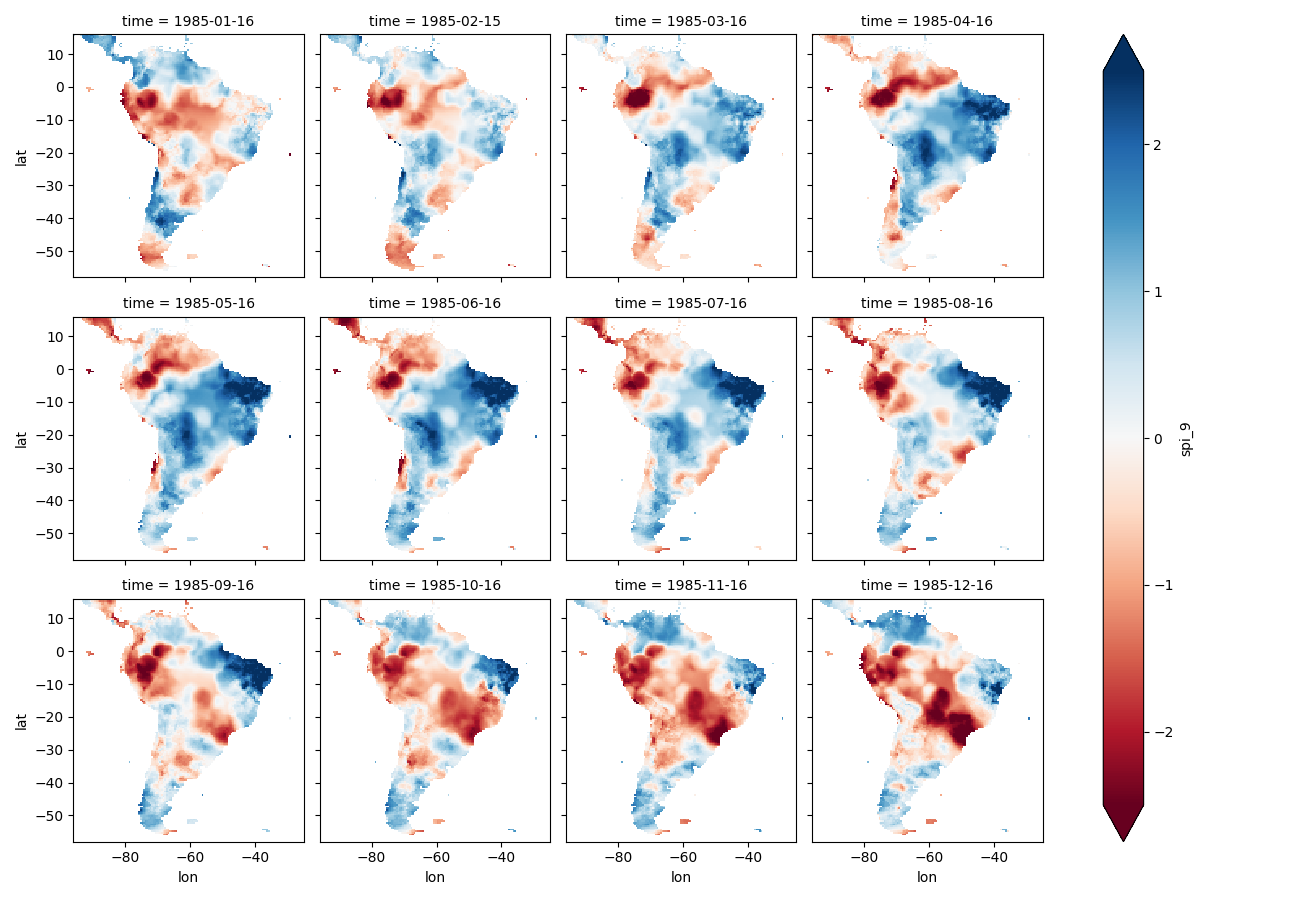 time = 1985-01-16
time = 1985-02-15
time = 1985-03-16
time = 1985-04-16
lat
10
0
−10
−20
−30
−40
−50
time = 1985-05-16
time = 1985-06-16
time = 1985-07-16
time = 1985-08-16
lat
10
0
−10
−20
−30
−40
−50
time = 1985-09-16
time = 1985-10-16
time = 1985-11-16
time = 1985-12-16
lat
10
0
−10
−20
−30
−40
−50
−80 −60 −40
lon
−80 −60 −40
lon
−80 −60 −40
lon
−80 −60 −40
lon
2
1
0
−1
−2
spi_9